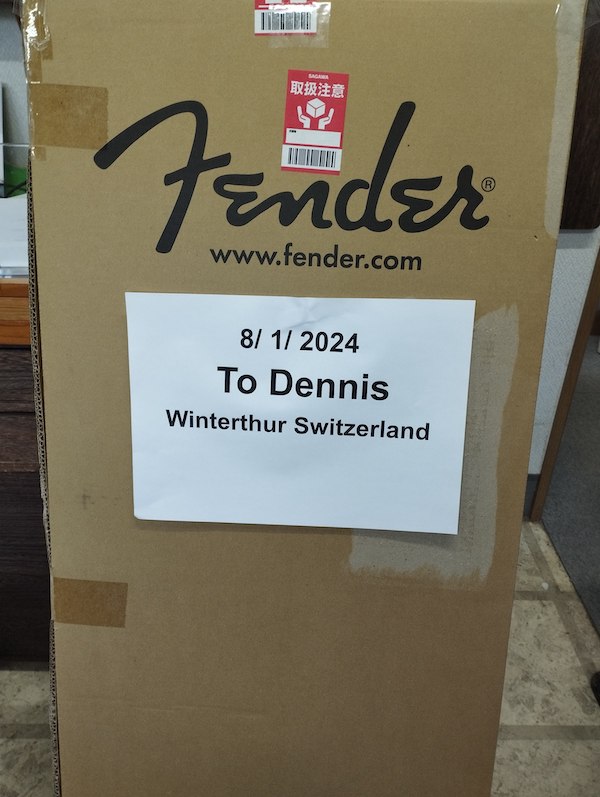 SAGAWA
取扱注意
Fender®
www.fender.com
8/ 1/ 2024
To Dennis
Winterthur Switzerland